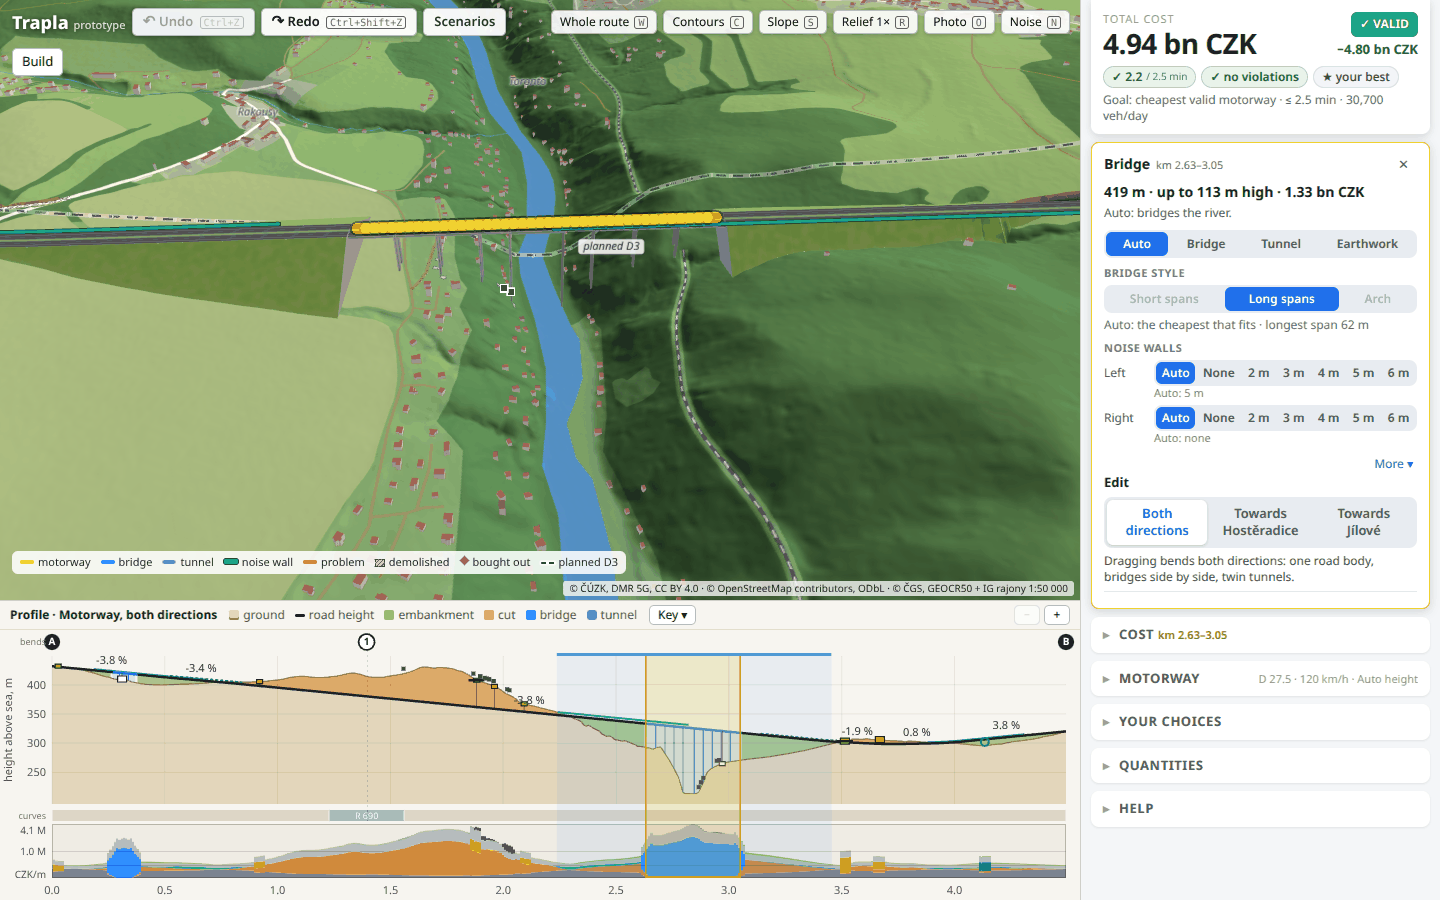 Trapla prototype
↶ Undo Ctrl+Z
↷ Redo Ctrl+Shift+Z
Scenarios
Whole route W
Contours C
Slope S
Relief 1× R
Photo O
Noise N
Build
Rakousy
planned D3
motorway
bridge
tunnel
noise wall
problem
demolished
bought out
planned D3
© ČÚZK, DMR 5G, CC BY 4.0 · © OpenStreetMap contributors, ODbL · © ČGS, GEOCR50 + IG rajony 1:50 000
Profile · Motorway, both directions
ground
road height
embankment
cut
bridge
tunnel
Key ▾
−
+
bends
A
1
B
height above sea, m
400
350
300
250
-3.8 %
-3.4 %
-3.8 %
-1.9 %
0.8 %
3.8 %
curves
R 690
4.1 M
1.0 M
CZK/m
0.0
0.5
1.0
1.5
2.0
2.5
3.0
3.5
4.0
TOTAL COST
✓ VALID
4.94 bn CZK
−4.80 bn CZK
✓ 2.2 / 2.5 min
✓ no violations
★ your best
Goal: cheapest valid motorway · ≤ 2.5 min · 30,700
veh/day
Bridge km 2.63–3.05
✕
419 m · up to 113 m high · 1.33 bn CZK
Auto: bridges the river.
Auto
Bridge
Tunnel
Earthwork
BRIDGE STYLE
Short spans
Long spans
Arch
Auto: the cheapest that fits · longest span 62 m
NOISE WALLS
Left
Auto None 2 m 3 m 4 m 5 m 6 m
Auto: 5 m
Right
Auto None 2 m 3 m 4 m 5 m 6 m
Auto: none
More ▾
Edit
Both
directions
Towards
Hostěradice
Towards
Jílové
Dragging bends both directions: one road body,
bridges side by side, twin tunnels.
▶ COST km 2.63–3.05
▶ MOTORWAY
D 27.5 · 120 km/h · Auto height
▶ YOUR CHOICES
▶ QUANTITIES
▶ HELP